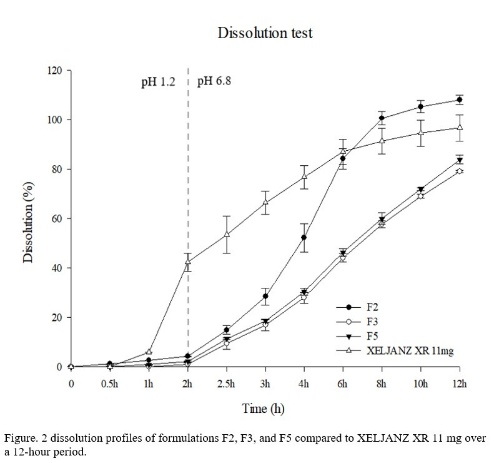 Dissolution test
120
pH 1.2
pH 6.8
100
80
60
40
20
0
Dissolution (%)
F2
F3
F5
XELJANZ XR 11mg
0 0.5h 1h 2h 2.5h 3h 4h 6h 8h 10h 12h
Time (h)
Figure. 2 dissolution profiles of formulations F2, F3, and F5 compared to XELJANZ XR 11 mg over
a 12-hour period.